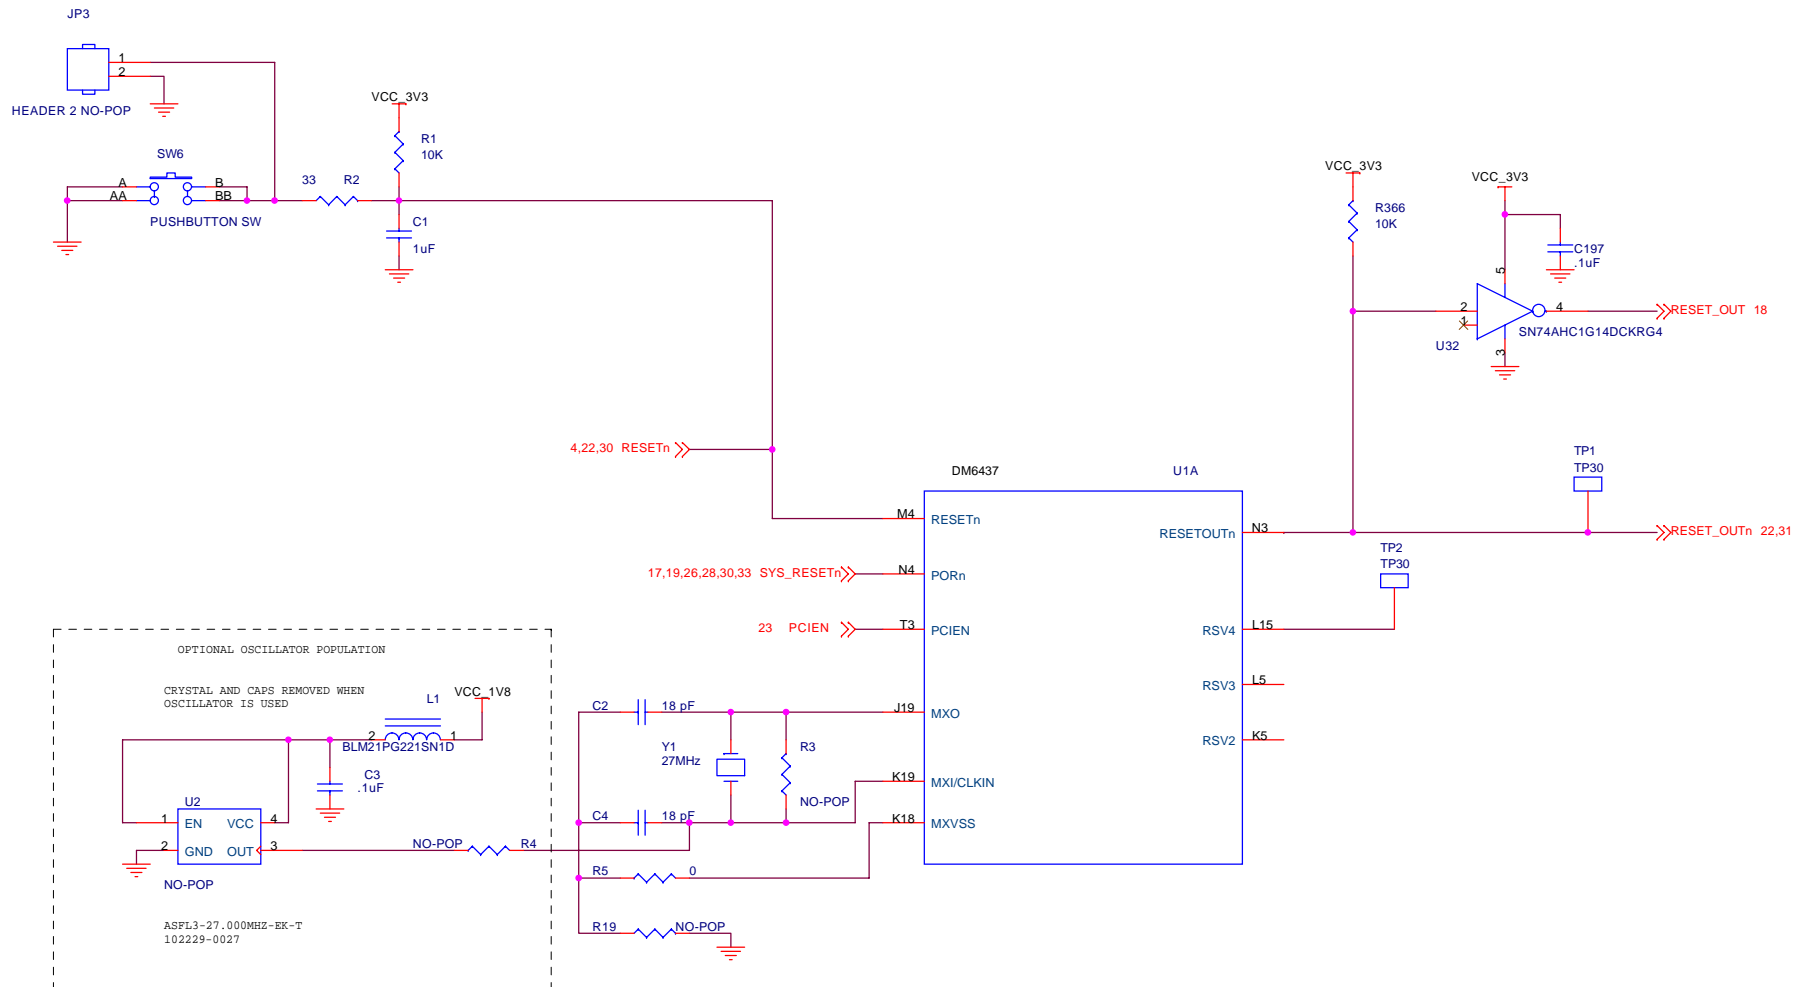 JP3
1
2
HEADER 2 NO-POP
VCC_3V3
R1
10K
SW6
A
B
AA
BB
33
R2
PUSHBUTTON SW
C1
1uF
VCC_3V3
R366
10K
VCC_3V3
C197
.1uF
5
2
1
4
3
RESET_OUT 18
SN74AHC1G14DCKRG4
U32
4,22,30 RESETn
DM6437
U1A
TP1
TP30
M4
RESETn
RESETOUTn
N3
RESET_OUTn 22,31
TP2
TP30
17,19,26,28,30,33 SYS_RESETn
N4
PORn
23 PCIEN
T3
PCIEN
RSV4
L15
RSV3
L5
RSV2
K5
OPTIONAL OSCILLATOR POPULATION
CRYSTAL AND CAPS REMOVED WHEN
OSCILLATOR IS USED
L1
VCC_1V8
2
1
BLM21PG221SN1D
C3
.1uF
U2
1
EN
VCC
4
2
GND
OUT
3
NO-POP
ASFL3-27.000MHZ-EK-T
102229-0027
NO-POP
R4
C2
18 pF
J19
MXO
Y1
27MHz
R3
NO-POP
K19
MXI/CLKIN
C4
18 pF
K18
MXVSS
R5
0
R19
NO-POP